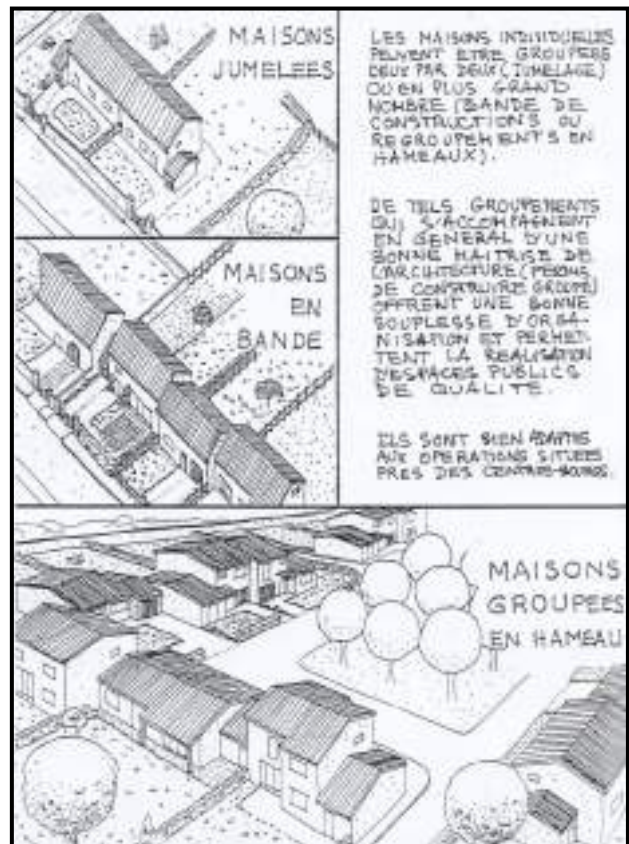 MAISONS
JUMELEES
LES MAISONS INDIVIDUELLES
PEUVENT ETRE GROUPEES
DEUX PAR DEUX (JUMELAGE)
OU EN PLUS GRAND
NOMBRE (BANDE DE
CONSTRUCTIONS OU
REGROUPEMENTS EN
HAMEAUX).
DE TELS GROUPEMENTS
QUI S'ACCOMPAGNENT
EN GENERAL D'UNE
BONNE MAITRISE DE
L'ARCHITECTURE (PERMIS
DE CONSTRUIRE GROUPE)
OFFRENT UNE BONNE
SOUPLESSE D'ORGA-
NISATION ET PERMET-
TENT LA REALISATION
D'ESPACES PUBLICS
DE QUALITE.
ILS SONT BIEN ADAPTES
AUX OPERATIONS SITUEES
PRES DES CENTRES-BOURGS.
MAISONS
EN
BANDE
MAISONS
GROUPEES
EN HAMEAU